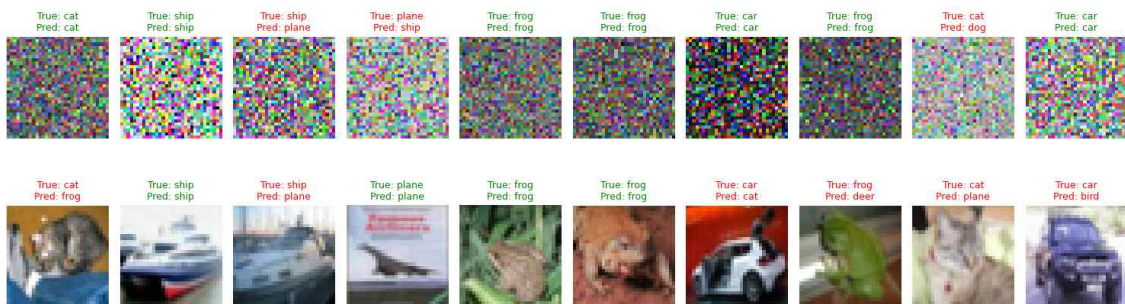 True: cat
Pred: cat
True: ship
Pred: ship
True: ship
Pred: plane
True: plane
Pred: ship
True: frog
Pred: frog
True: frog
Pred: frog
True: car
Pred: car
True: frog
Pred: frog
True: cat
Pred: dog
True: car
Pred: car
True: cat
Pred: frog
True: ship
Pred: ship
True: ship
Pred: plane
True: plane
Pred: plane
True: frog
Pred: frog
True: frog
Pred: frog
True: car
Pred: cat
True: frog
Pred: deer
True: cat
Pred: plane
True: car
Pred: bird